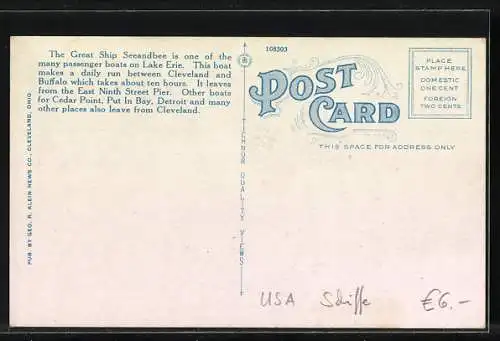 The Great Ship Seeandbee is one of the
many passenger boats on Lake Erie. This boat
makes a daily run between Cleveland and
Buffalo which takes about ten hours. It leaves
from the East Ninth Street Pier. Other boats
for Cedar Point, Put In Bay, Detroit and many
other places also leave from Cleveland.
PUB. BY GEO. R. KLEIN NEWS CO., CLEVELAND, OHIO
TICHNOR QUALITY VIEWS
108303
POST
CARD
THIS SPACE FOR ADDRESS ONLY
PLACE
STAMP HERE
DOMESTIC
ONE CENT
FOREIGN
TWO CENTS
USA Schiffe €6.-